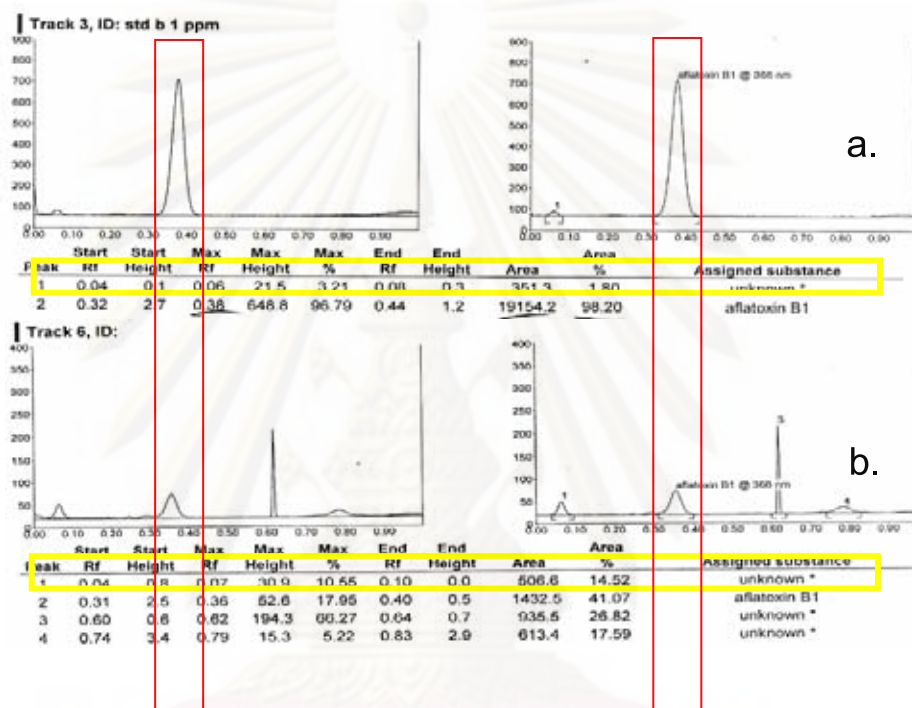 Track 3, ID: std b 1 ppm
900 900
800 800
700 700 aflatoxin B1 @ 366 nm
600 600
500 500 a.
400 400
300 300
200 200
100 100 1
0 0
0.00 0.10 0.20 0.30 0.40 0.50 0.60 0.70 0.80 0.90 0.00 0.10 0.20 0.30 0.40 0.50 0.60 0.70 0.80 0.90
Start Start Max Max Max End End Area
Peak Rf Height Rf Height % Rf Height Area % Assigned substance
1 0.04 0.1 0.06 21.5 3.21 0.08 0.3 351.3 1.80 unknown *
2 0.32 2.7 0.38 648.8 96.79 0.44 1.2 19154.2 98.20 aflatoxin B1
Track 6, ID:
400 400
350 350
300 300
250 250
200 200
150 150 b.
100 100 aflatoxin B1 @ 366 nm
50 50 1 4
0 0
0.00 0.10 0.20 0.30 0.40 0.50 0.60 0.70 0.80 0.90 0.00 0.10 0.20 0.30 0.40 0.50 0.60 0.70 0.80 0.90
Start Start Max Max Max End End Area
Peak Rf Height Rf Height % Rf Height Area % Assigned substance
1 0.04 0.8 0.07 30.9 10.55 0.10 0.0 506.6 14.52 unknown *
2 0.31 2.5 0.36 52.6 17.95 0.40 0.5 1432.5 41.07 aflatoxin B1
3 0.60 0.6 0.62 194.3 66.27 0.64 0.7 935.5 26.82 unknown *
4 0.74 3.4 0.79 15.3 5.22 0.83 2.9 613.4 17.59 unknown *